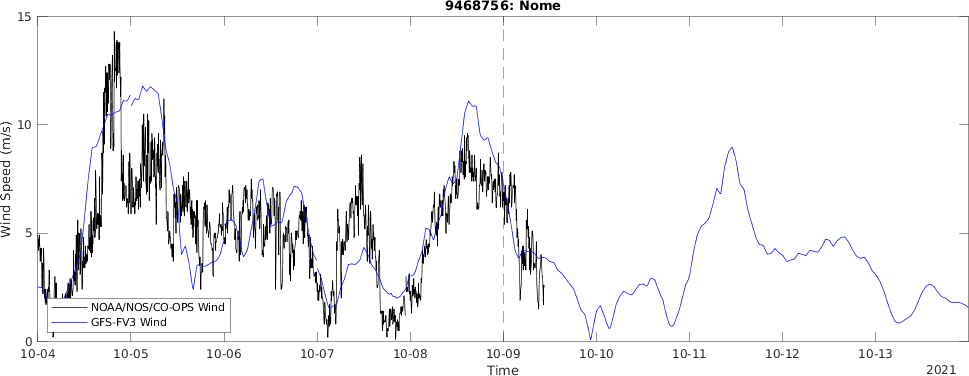 9468756: Nome
15
10
5
0
Wind Speed (m/s)
NOAA/NOS/CO-OPS Wind
GFS-FV3 Wind
10-04 10-05 10-06 10-07 10-08 10-09 10-10 10-11 10-12 10-13
Time
2021